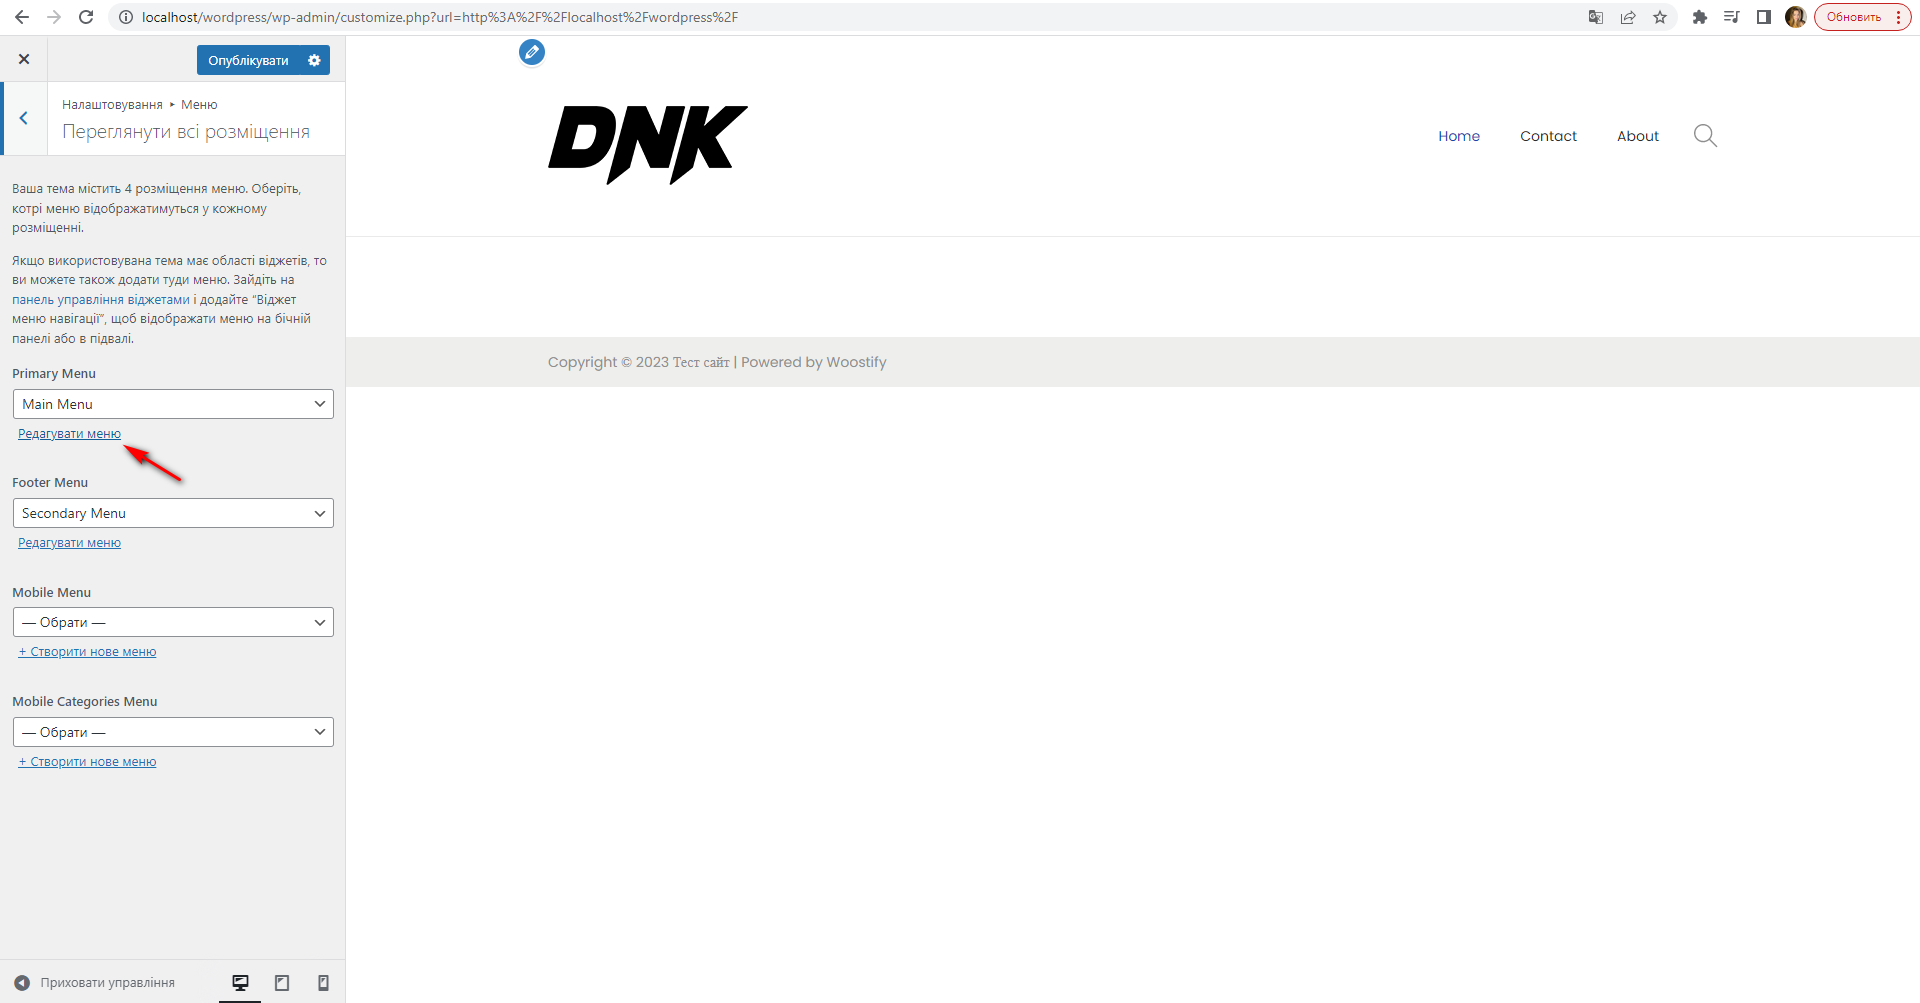 localhost/wordpress/wp-admin/customize.php?url=http%3A%2F%2Flocalhost%2Fwordpress%2F
Обновить
Опублікувати
Налаштовування ▸ Меню
Переглянути всі розміщення
Ваша тема містить 4 розміщення меню. Оберіть,
котрі меню відображатимуться у кожному
розміщенні.
Якщо використовувана тема має області віджетів, то
ви можете також додати туди меню. Зайдіть на
панель управління віджетами і додайте “Віджет
меню навігації”, щоб відображати меню на бічній
панелі або в підвалі.
Primary Menu
Main Menu
Редагувати меню
Footer Menu
Secondary Menu
Редагувати меню
Mobile Menu
— Обрати —
+ Створити нове меню
Mobile Categories Menu
— Обрати —
+ Створити нове меню
Приховати управління
DNK
Home Contact About
Copyright © 2023 Тест сайт | Powered by Woostify